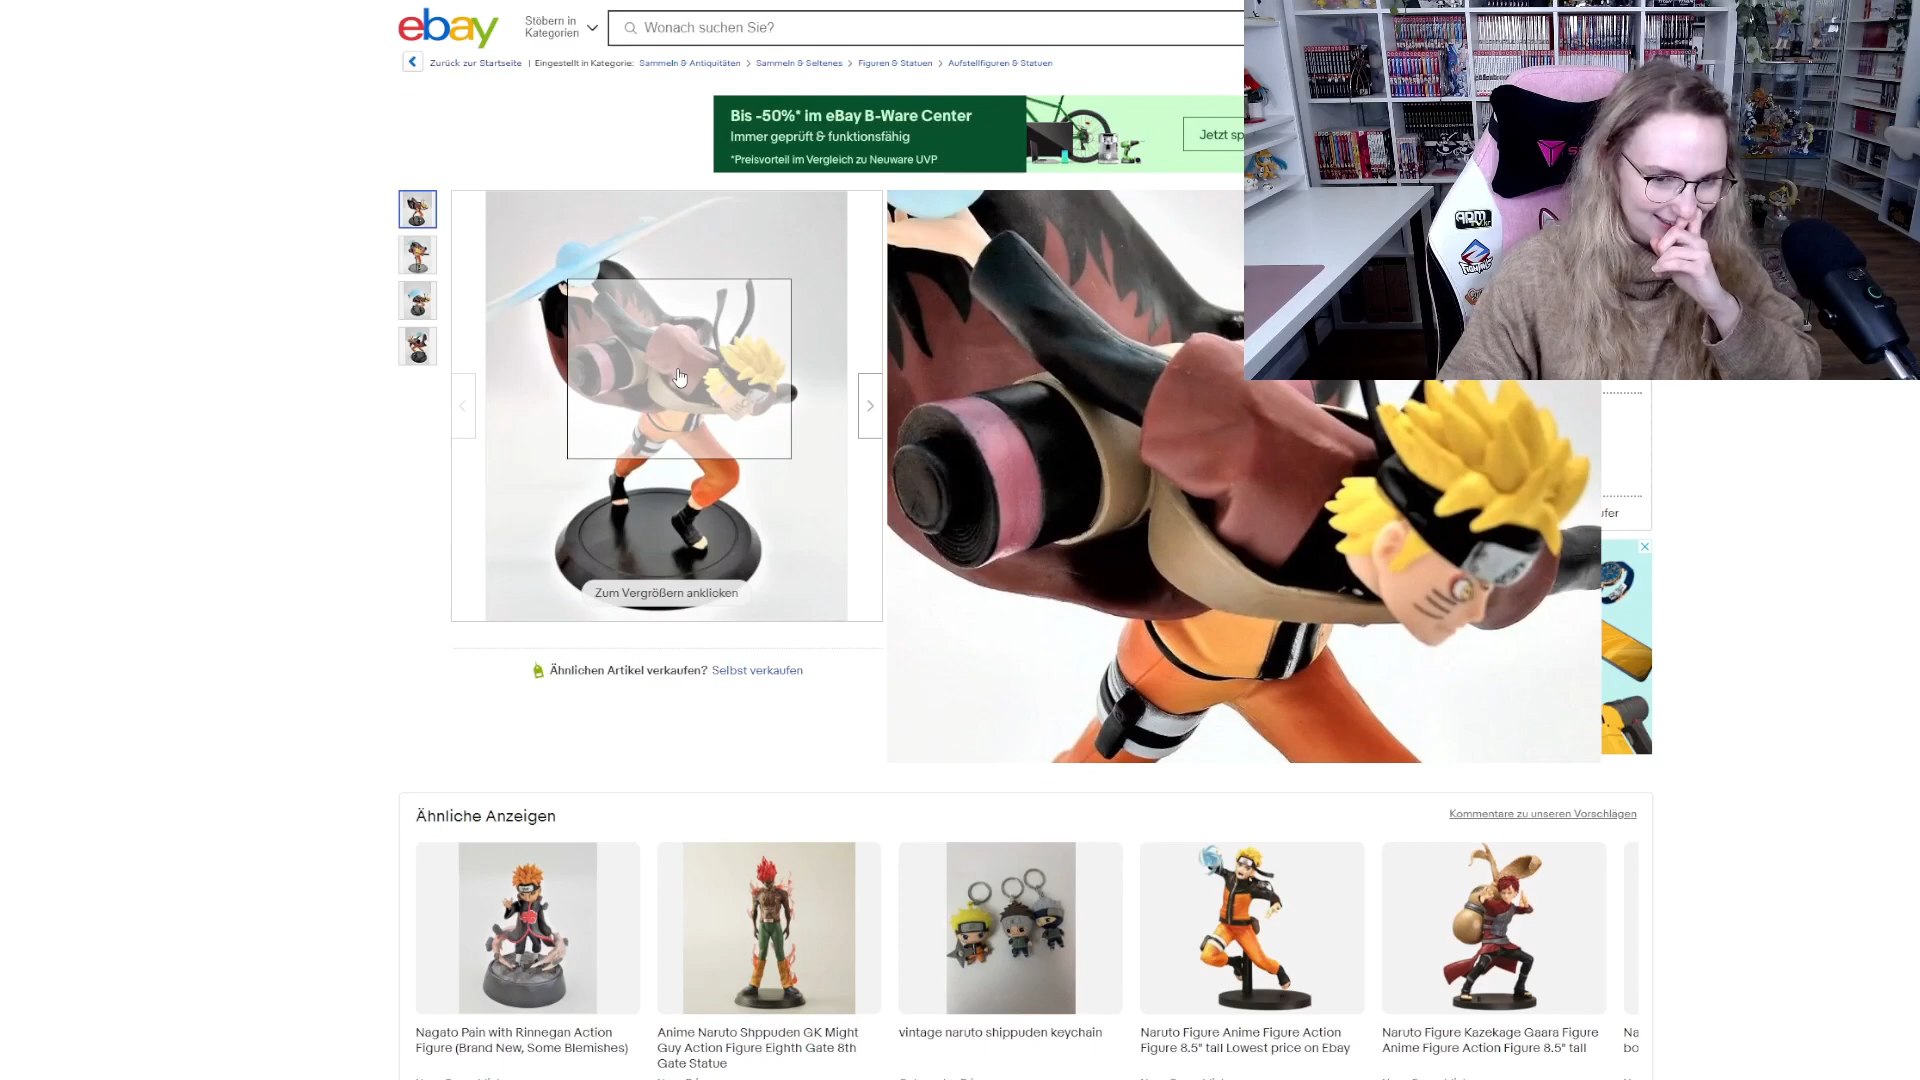 ebay
Stöbern in
Kategorien
Wonach suchen Sie?
Zurück zur Startseite | Eingestellt in Kategorie: Sammeln & Antiquitäten > Sammeln & Seltenes > Figuren & Statuen > Aufstellfiguren & Statuen
Bis -50%* im eBay B-Ware Center
Immer geprüft & funktionsfähig
*Preisvorteil im Vergleich zu Neuware UVP
Jetzt sp
Zum Vergrößern anklicken
ufer
Ähnlichen Artikel verkaufen? Selbst verkaufen
Ähnliche Anzeigen
Kommentare zu unseren Vorschlägen
Nagato Pain with Rinnegan Action
Figure (Brand New, Some Blemishes)
Anime Naruto Shppuden GK Might
Guy Action Figure Eighth Gate 8th
Gate Statue
vintage naruto shippuden keychain
Naruto Figure Anime Figure Action
Figure 8.5" tall Lowest price on Ebay
Naruto Figure Kazekage Gaara Figure
Anime Figure Action Figure 8.5" tall
Na
bo